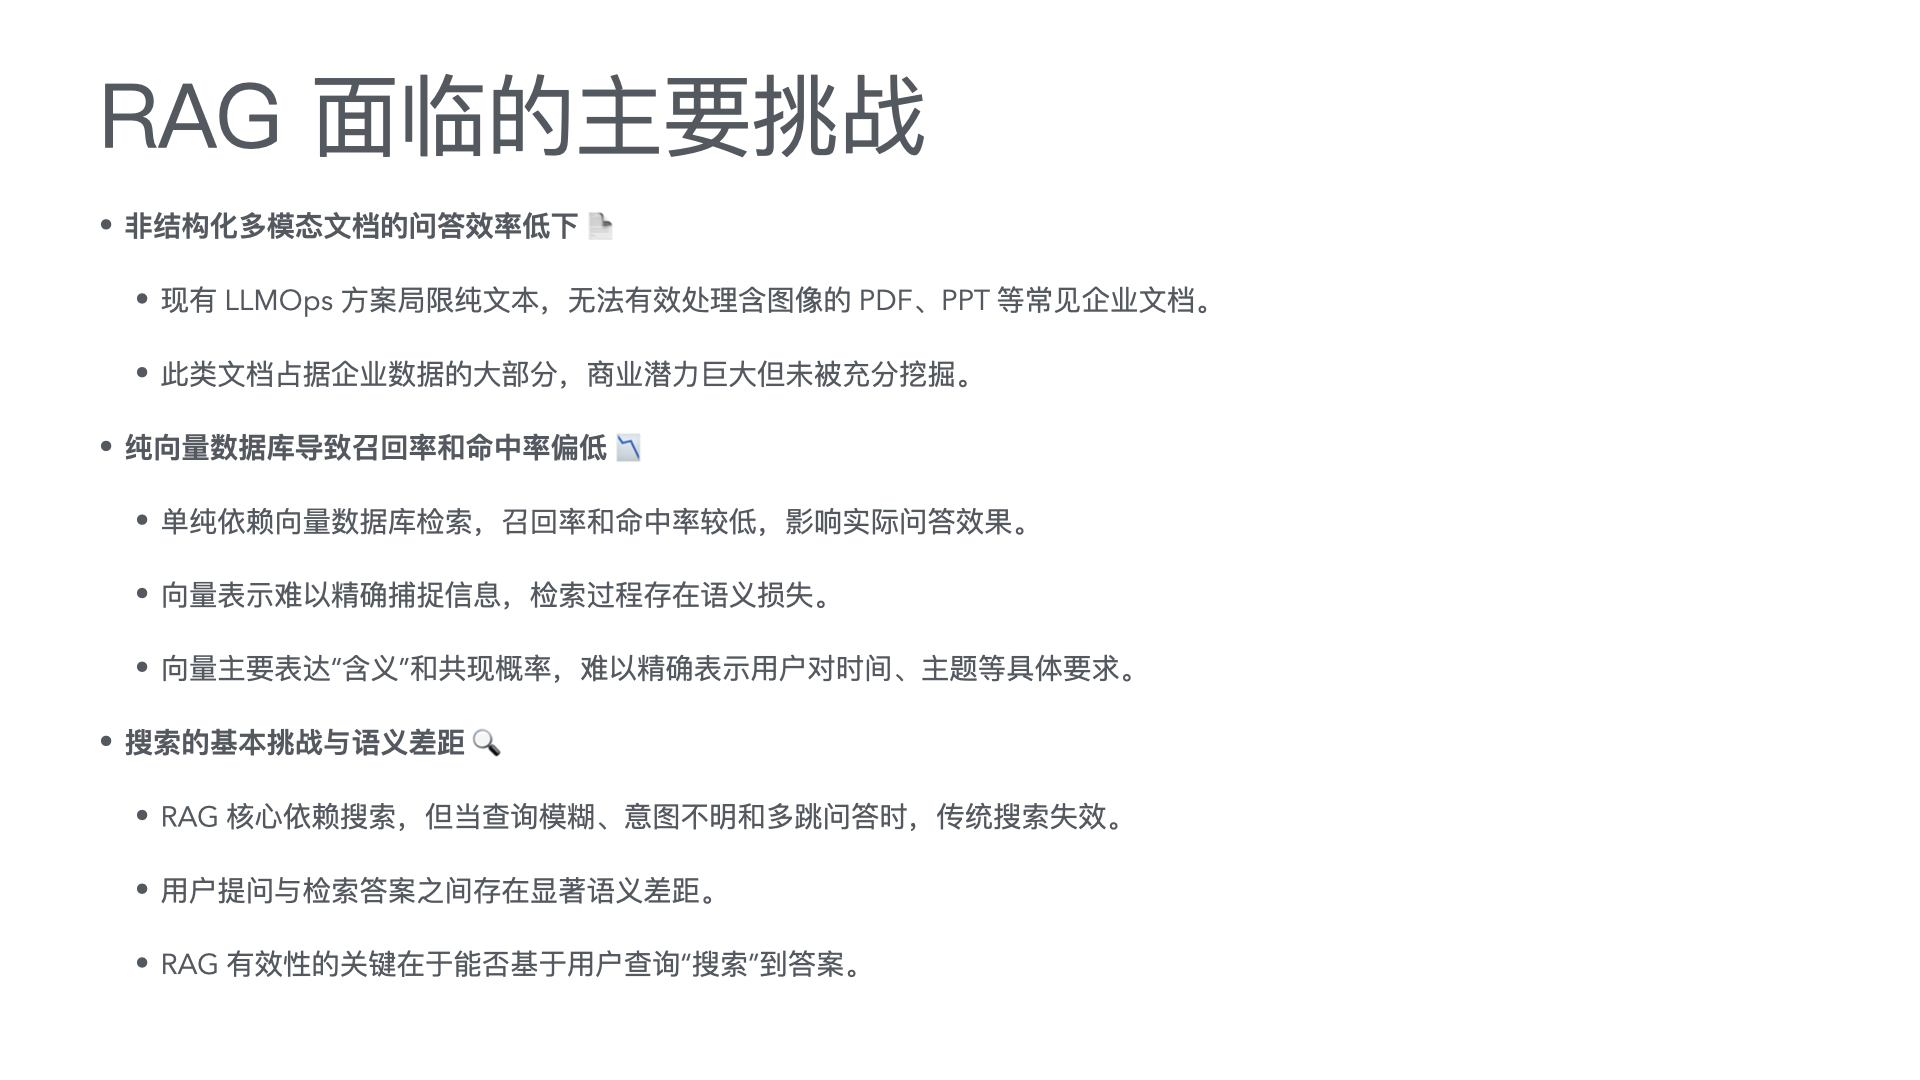 RAG 面临的主要挑战
• 非结构化多模态文档的问答效率低下 📄
• 现有 LLMOps 方案局限纯文本，无法有效处理含图像的 PDF、PPT 等常见企业文档。
• 此类文档占据企业数据的大部分，商业潜力巨大但未被充分挖掘。
• 纯向量数据库导致召回率和命中率偏低 📉
• 单纯依赖向量数据库检索，召回率和命中率较低，影响实际问答效果。
• 向量表示难以精确捕捉信息，检索过程存在语义损失。
• 向量主要表达“含义”和共现概率，难以精确表示用户对时间、主题等具体要求。
• 搜索的基本挑战与语义差距 🔍
• RAG 核心依赖搜索，但当查询模糊、意图不明和多跳问答时，传统搜索失效。
• 用户提问与检索答案之间存在显著语义差距。
• RAG 有效性的关键在于能否基于用户查询“搜索”到答案。